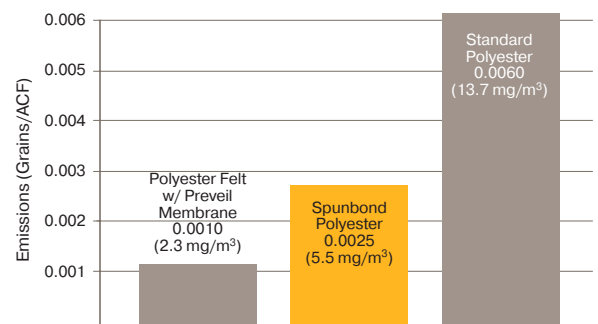 Emissions (Grains/ACF)
0.006
0.005
0.004
0.003
0.002
0.001
Polyester Felt
w/ Preveil
Membrane
0.0010
(2.3 mg/m³)
Spunbond
Polyester
0.0025
(5.5 mg/m³)
Standard
Polyester
0.0060
(13.7 mg/m³)